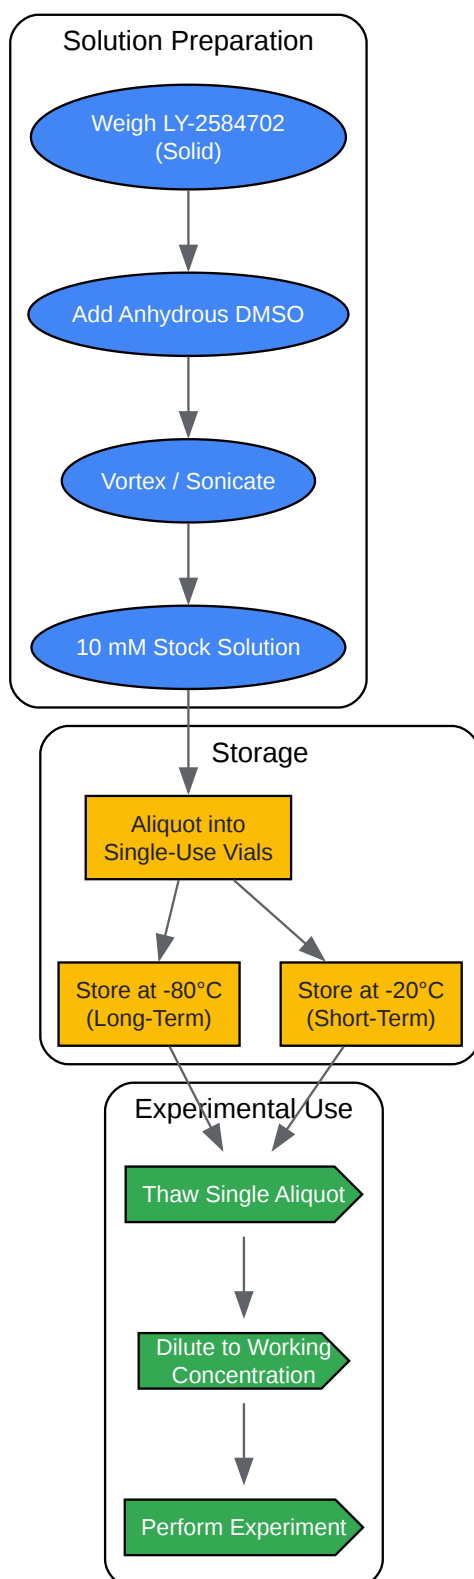 Solution Preparation
Weigh LY-2584702
(Solid)
Add Anhydrous DMSO
Vortex / Sonicate
10 mM Stock Solution
Storage
Aliquot into
Single-Use Vials
Store at -80°C
(Long-Term)
Store at -20°C
(Short-Term)
Experimental Use
Thaw Single Aliquot
Dilute to Working
Concentration
Perform Experiment